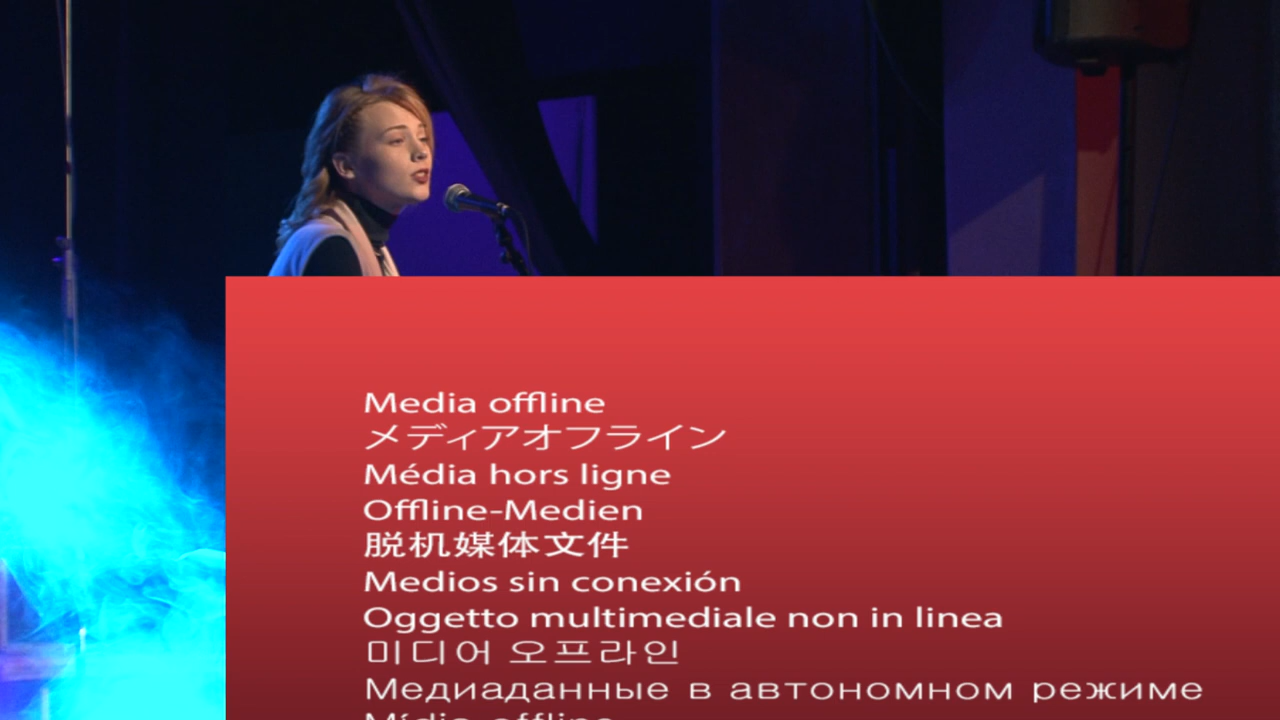 Media offline
メディアオフライン
Média hors ligne
Offline-Medien
脱机媒体文件
Medios sin conexión
Oggetto multimediale non in linea
미디어 오프라인
Медиаданные в автономном режиме
Mídia offline